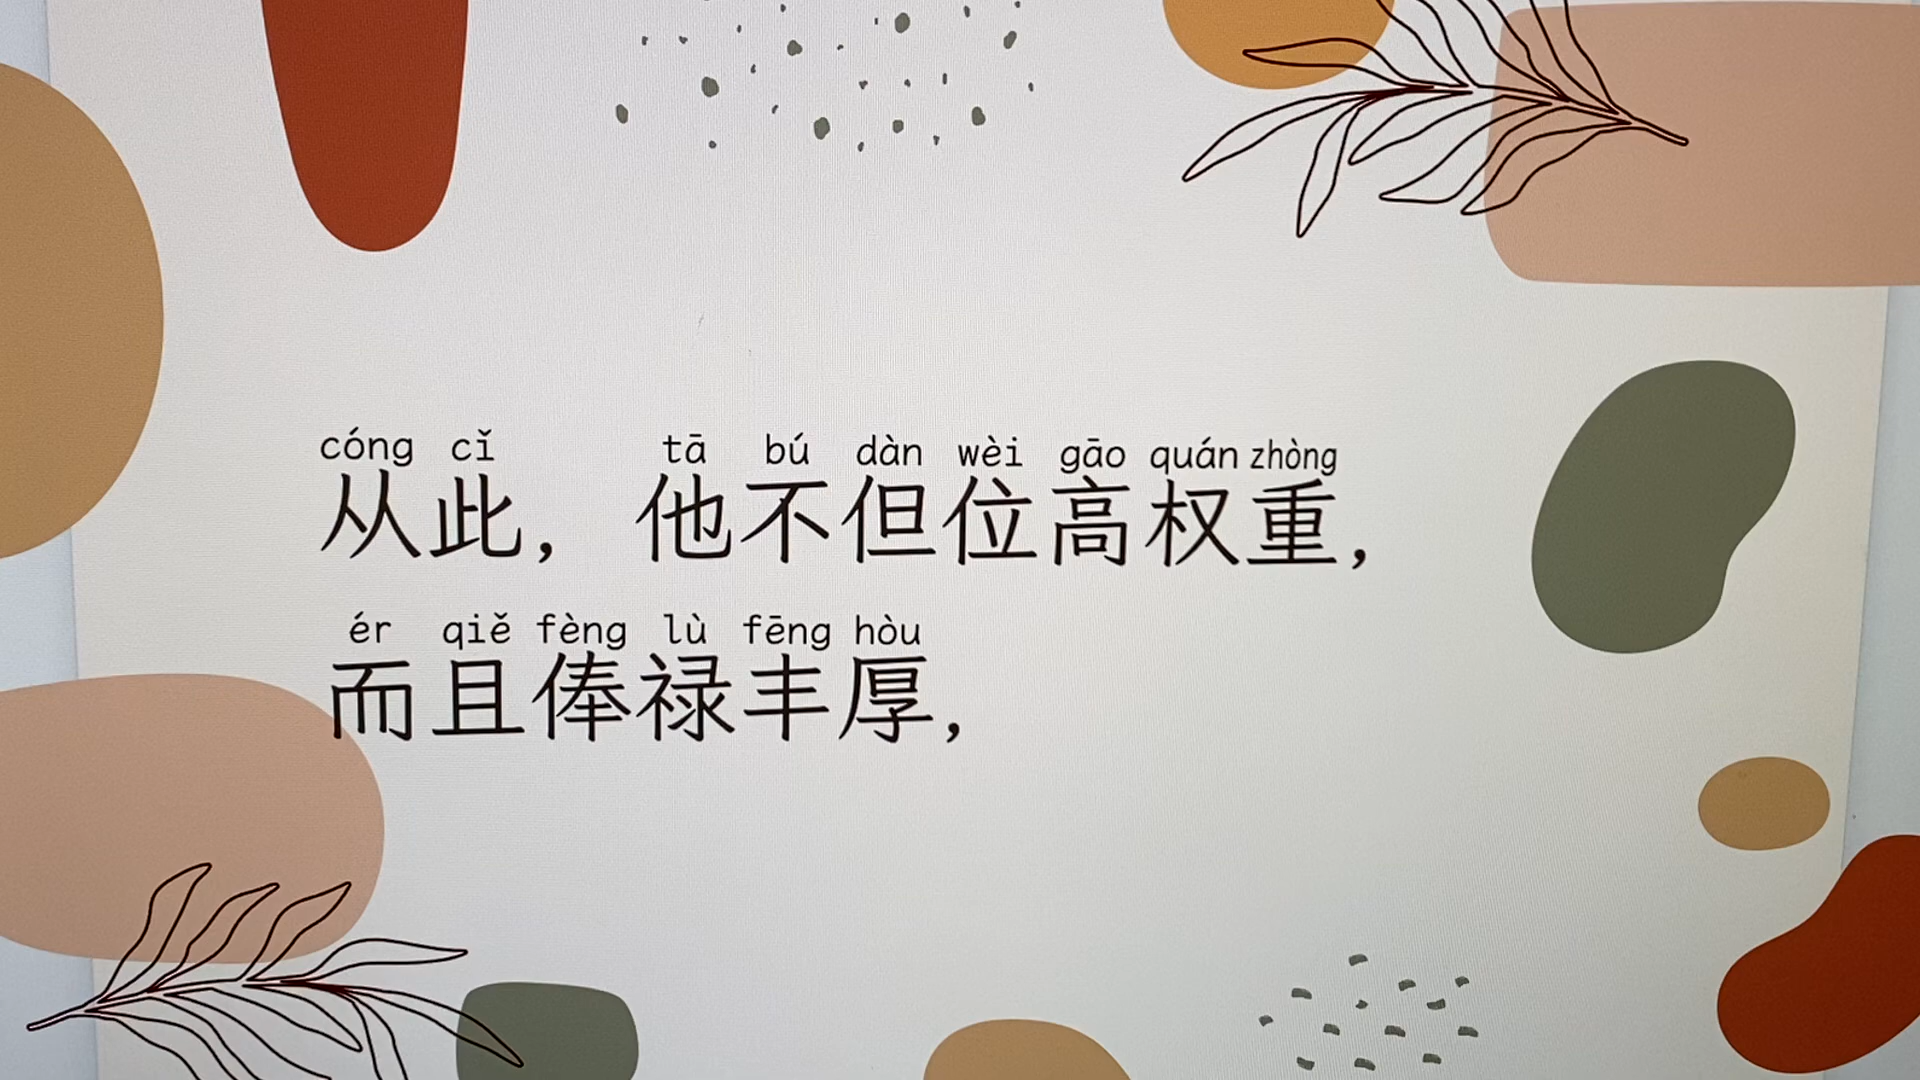 cóng cǐ tā bú dàn wèi gāo quán zhòng
从此，他不但位高权重，
ér qiě fèng lù fēng hòu
而且俸禄丰厚，